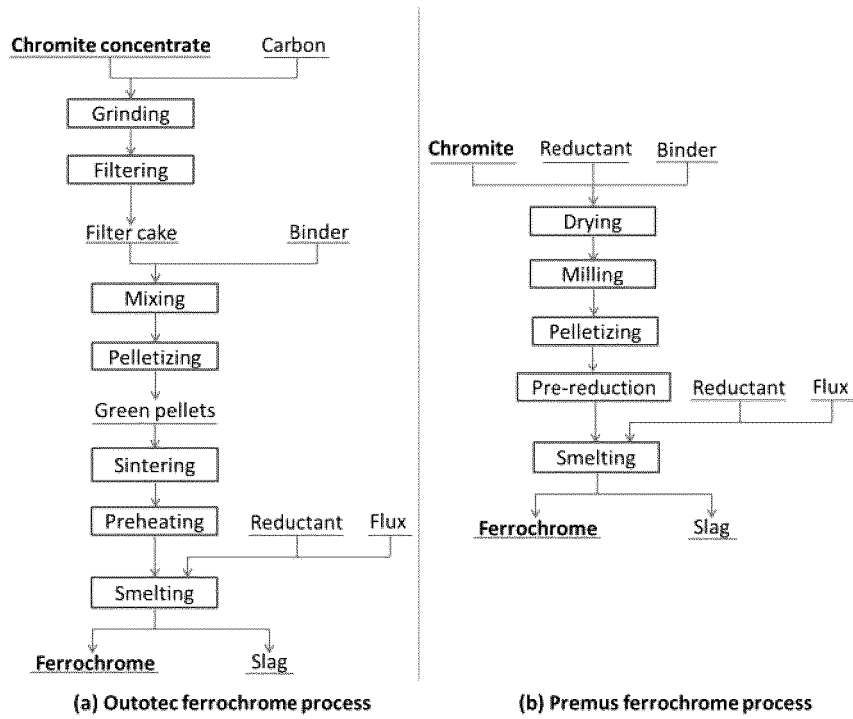 Chromite concentrate
Carbon
Grinding
Filtering
Filter cake
Binder
Mixing
Pelletizing
Green pellets
Sintering
Preheating
Reductant
Flux
Smelting
Ferrochrome
Slag
(a) Outotec ferrochrome process
Chromite
Reductant
Binder
Drying
Milling
Pelletizing
Pre-reduction
Reductant
Flux
Smelting
Ferrochrome
Slag
(b) Premus ferrochrome process